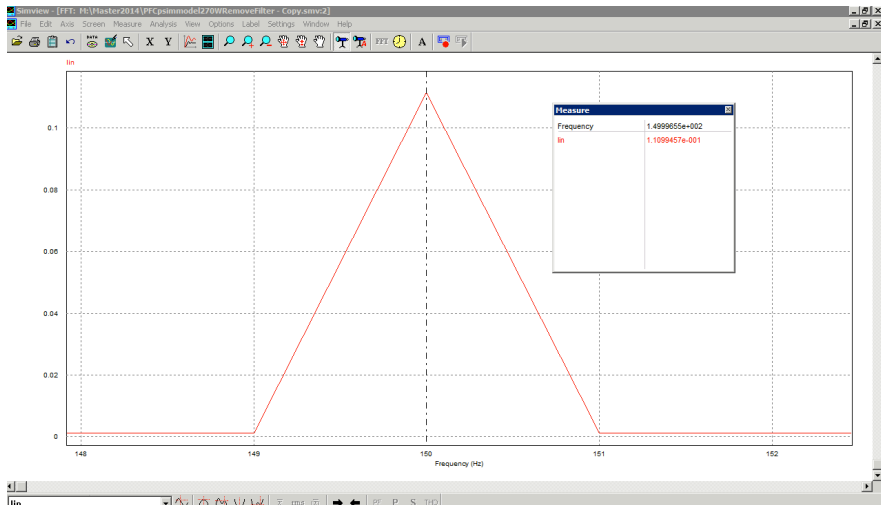 Simview - [FFT: M:\Master2014\PFCpsimmodel270WRemoveFilter - Copy.smv:2]
File Edit Axis Screen Measure Analysis View Options Label Settings Window Help
DATA X Y FFT A
Iin
Measure
Frequency 1.4999655e+002
Iin 1.1099457e-001
0.1
0.08
0.06
0.04
0.02
0
148 149 150 151 152
Frequency (Hz)
Iin PF P S THD